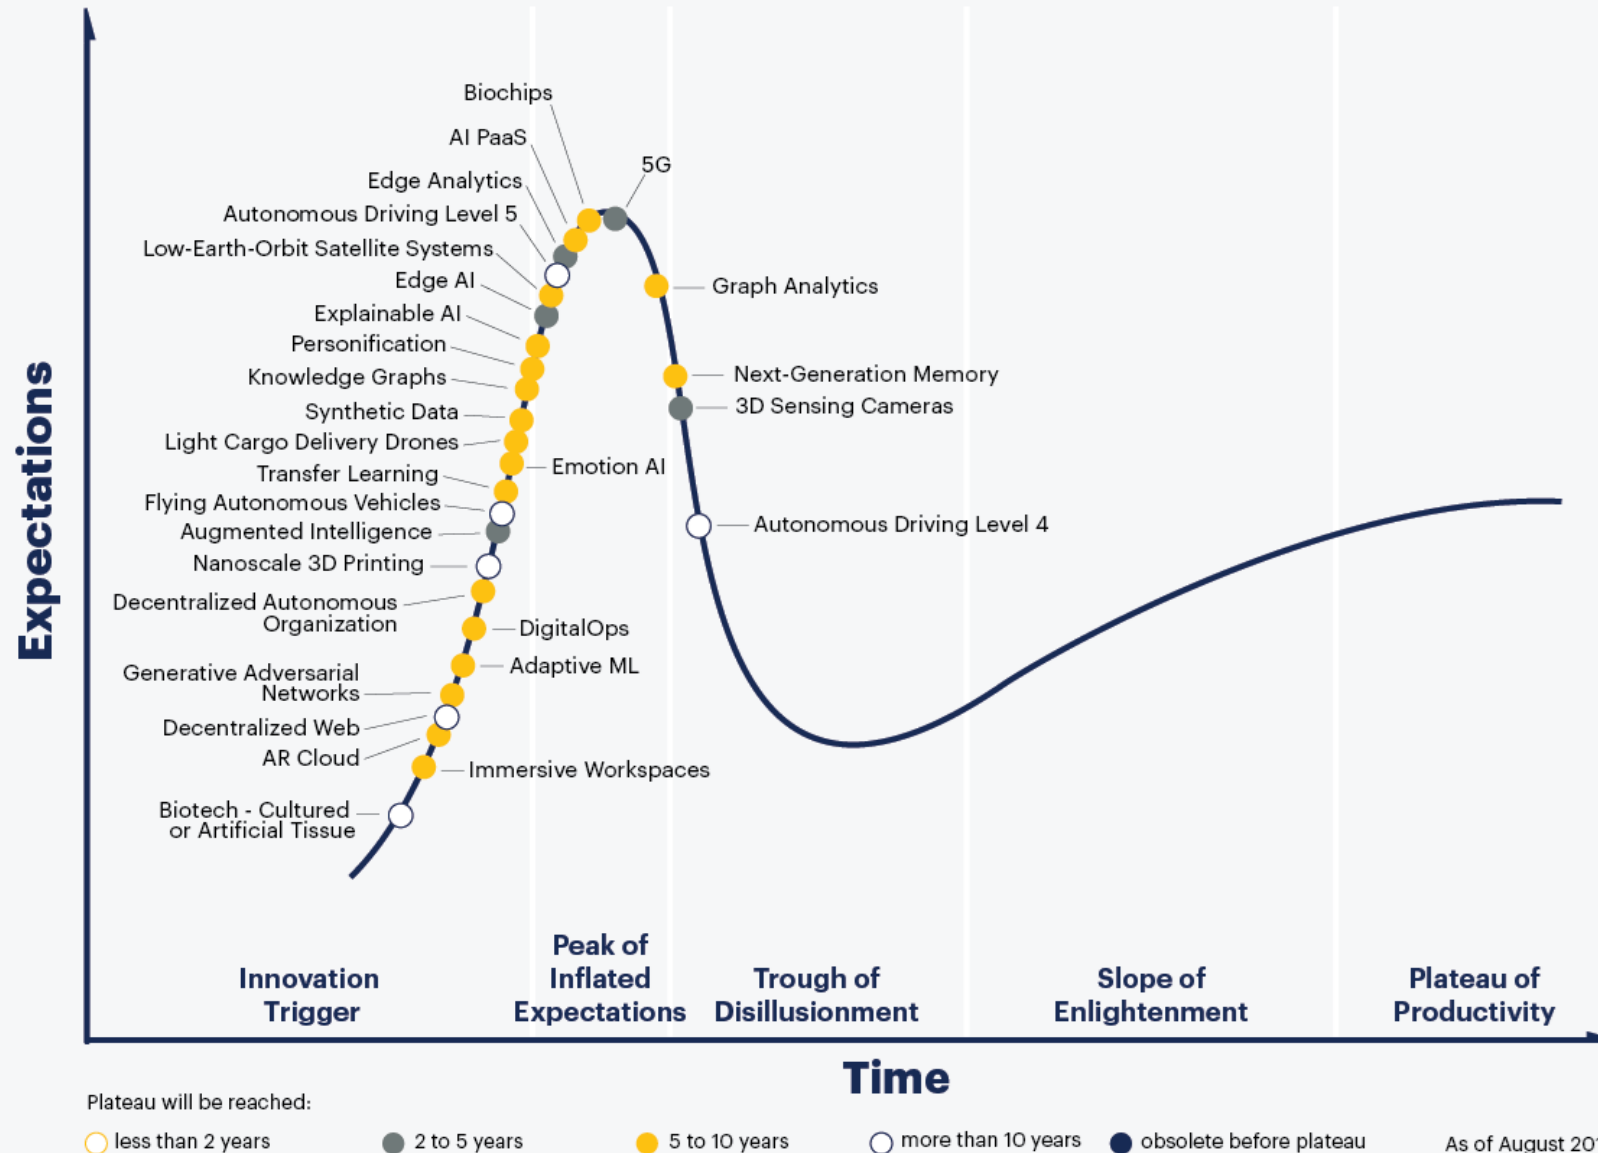 Biochips
AI PaaS
5G
Edge Analytics
Autonomous Driving Level 5
Low-Earth-Orbit Satellite Systems
Edge AI
Graph Analytics
Explainable AI
Personification
Knowledge Graphs
Next-Generation Memory
3D Sensing Cameras
Synthetic Data
Light Cargo Delivery Drones
Emotion AI
Transfer Learning
Flying Autonomous Vehicles
Autonomous Driving Level 4
Augmented Intelligence
Nanoscale 3D Printing
Decentralized Autonomous
Organization
DigitalOps
Adaptive ML
Generative Adversarial
Networks
Decentralized Web
AR Cloud
Immersive Workspaces
Biotech - Cultured
or Artificial Tissue
Expectations
Innovation
Trigger
Peak of
Inflated
Expectations
Trough of
Disillusionment
Slope of
Enlightenment
Plateau of
Productivity
Time
Plateau will be reached:
less than 2 years
2 to 5 years
5 to 10 years
more than 10 years
obsolete before plateau
As of August